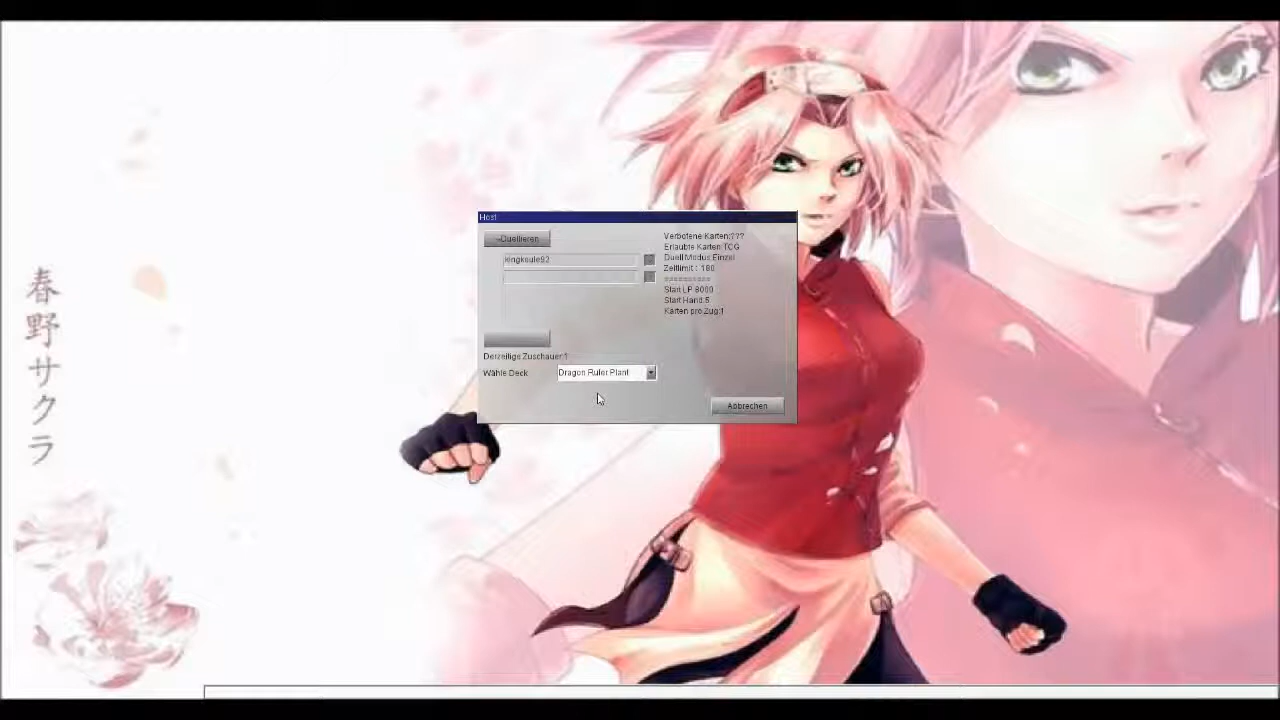 Host
→Duellieren
kingkeule92
Verbotene Karten:???
Erlaubte Karten:TCG
Duell Modus:Einzel
Zeitlimit : 180
==========
Start LP:8000
Start Hand:5
Karten pro Zug:1
Derzeitige Zuschauer:1
Wähle Deck
Dragon Ruler Plant
Abbrechen
春野サクラ